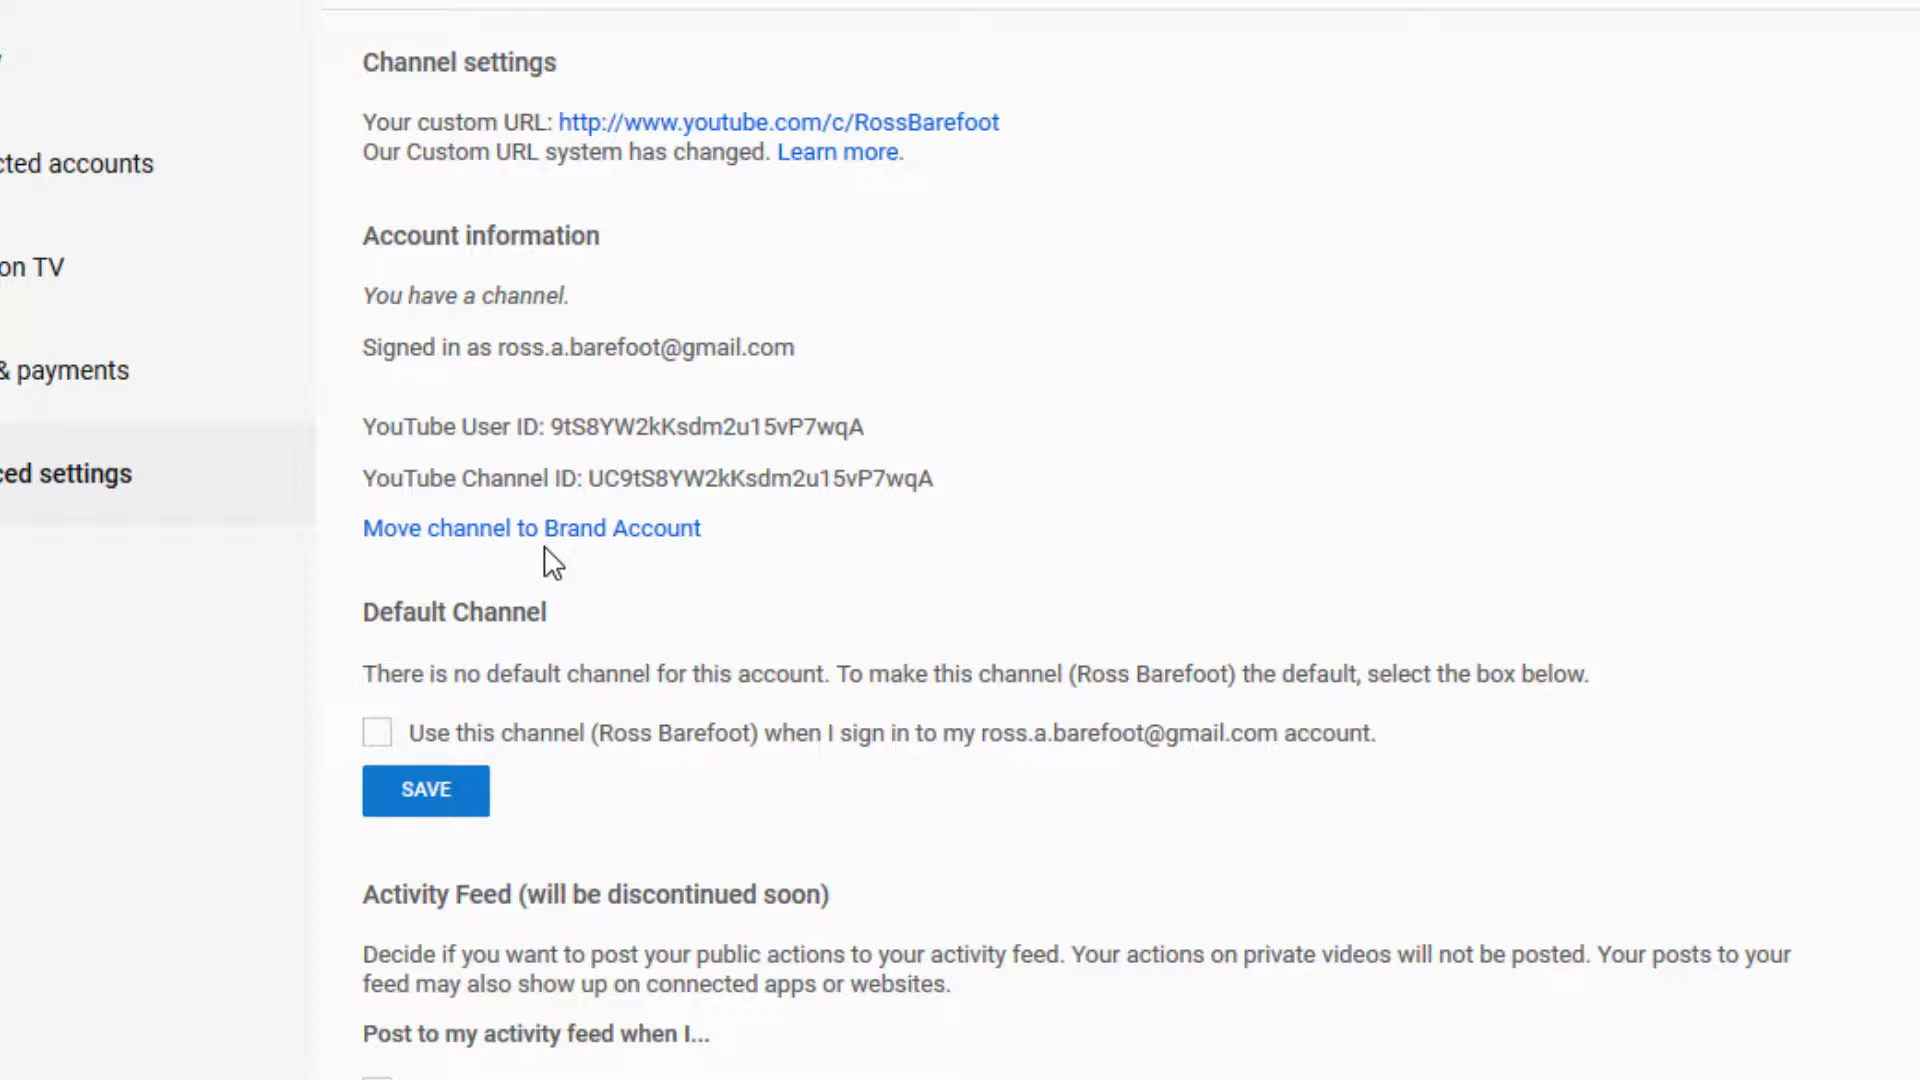 Channel settings
Your custom URL: http://www.youtube.com/c/RossBarefoot
Our Custom URL system has changed. Learn more.
cted accounts
Account information
on TV
You have a channel.
Signed in as ross.a.barefoot@gmail.com
& payments
YouTube User ID: 9tS8YW2kKsdm2u15vP7wqA
ced settings
YouTube Channel ID: UC9tS8YW2kKsdm2u15vP7wqA
Move channel to Brand Account
Default Channel
There is no default channel for this account. To make this channel (Ross Barefoot) the default, select the box below.
Use this channel (Ross Barefoot) when I sign in to my ross.a.barefoot@gmail.com account.
SAVE
Activity Feed (will be discontinued soon)
Decide if you want to post your public actions to your activity feed. Your actions on private videos will not be posted. Your posts to your
feed may also show up on connected apps or websites.
Post to my activity feed when I...